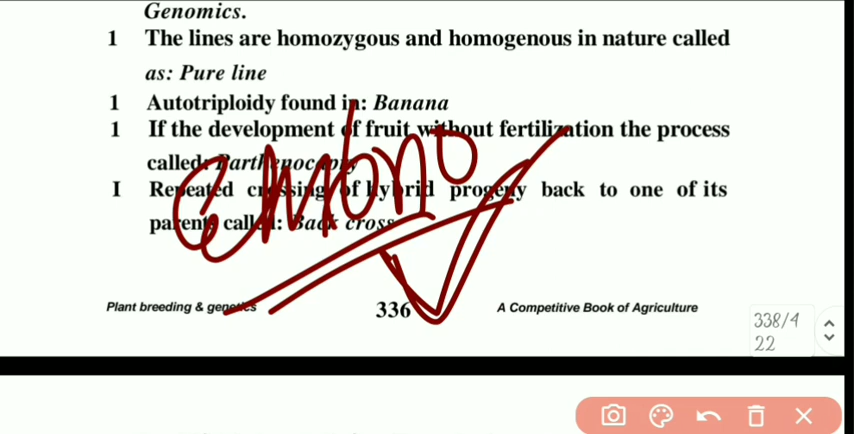 Genomics.
1 The lines are homozygous and homogenous in nature called
as: Pure line
1 Autotriploidy found in: Banana
1 If the development of fruit without fertilization the process
called: Parthenocarpy
I Repeated crossing of hybrid progeny back to one of its
parents called: Back cross
Plant breeding & genetics 336 A Competitive Book of Agriculture
338/4
22